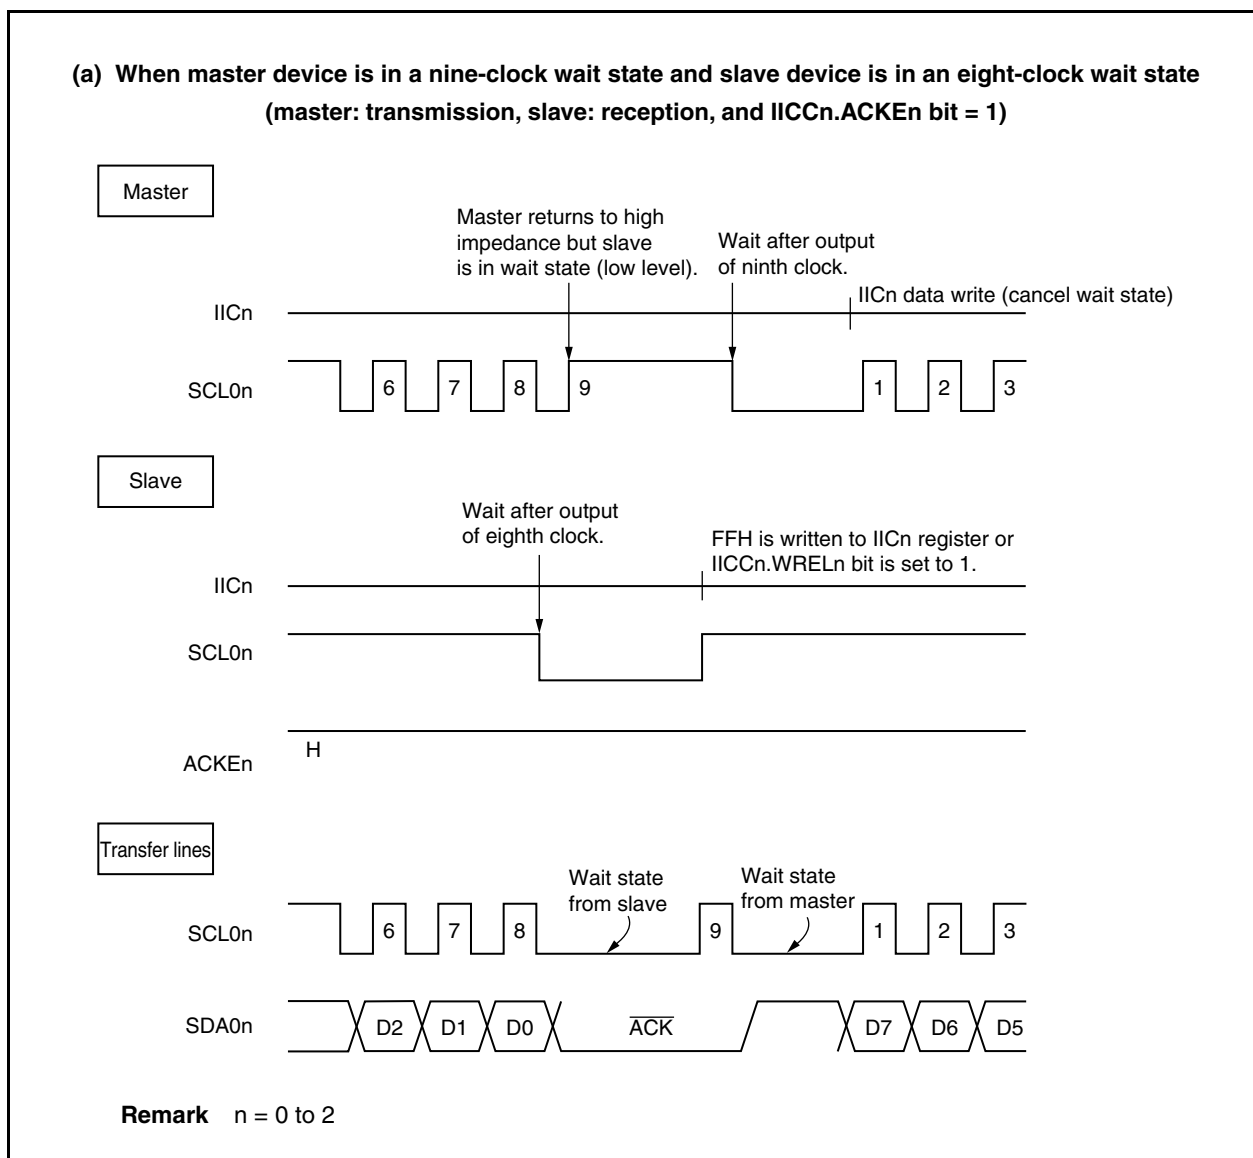 (a) When master device is in a nine-clock wait state and slave device is in an eight-clock wait state
(master: transmission, slave: reception, and IICCn.ACKEn bit = 1)
Master
Master returns to high
impedance but slave
is in wait state (low level).
Wait after output
of ninth clock.
IICn data write (cancel wait state)
IICn
SCL0n
6 7 8 9 1 2 3
Slave
Wait after output
of eighth clock.
FFH is written to IICn register or
IICCn.WRELn bit is set to 1.
IICn
SCL0n
H
ACKEn
Transfer lines
Wait state
from slave
Wait state
from master
SCL0n
6 7 8 9 1 2 3
SDA0n
D2 D1 D0 ACK D7 D6 D5
Remark n = 0 to 2